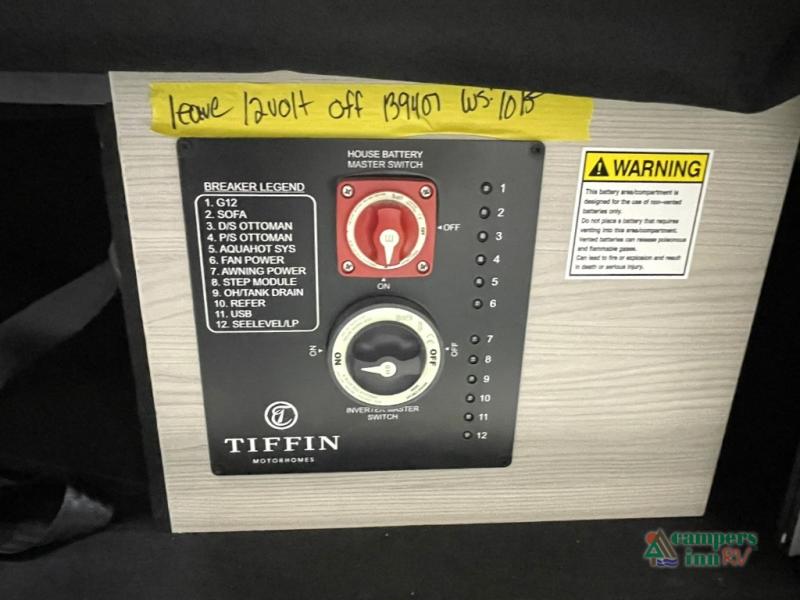 leave 12volt off 139407 WS: 1015
HOUSE BATTERY
MASTER SWITCH
BREAKER LEGEND
1. G12
2. SOFA
3. D/S OTTOMAN
4. P/S OTTOMAN
5. AQUAHOT SYS
6. FAN POWER
7. AWNING POWER
8. STEP MODULE
9. OH/TANK DRAIN
10. REFER
11. USB
12. SEELEVEL/LP
OFF
ON
1
2
3
4
5
6
7
8
9
10
11
12
ON
ON
OFF
OFF
INVERTER MASTER
SWITCH
TIFFIN
MOTORHOMES
WARNING
This battery area/compartment is
designed for the use of non-vented
batteries only.
Do not place a battery that requires
venting into this area/compartment.
Vented batteries can release poisonous
and flammable gases.
Can lead to fire or explosion and result
in death or serious injury.
campers
inn RV